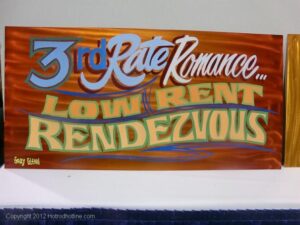 3rd Rate Romance...
LOW RENT
RENDEZVOUS
Copyright 2012 Hotrodhotline.com